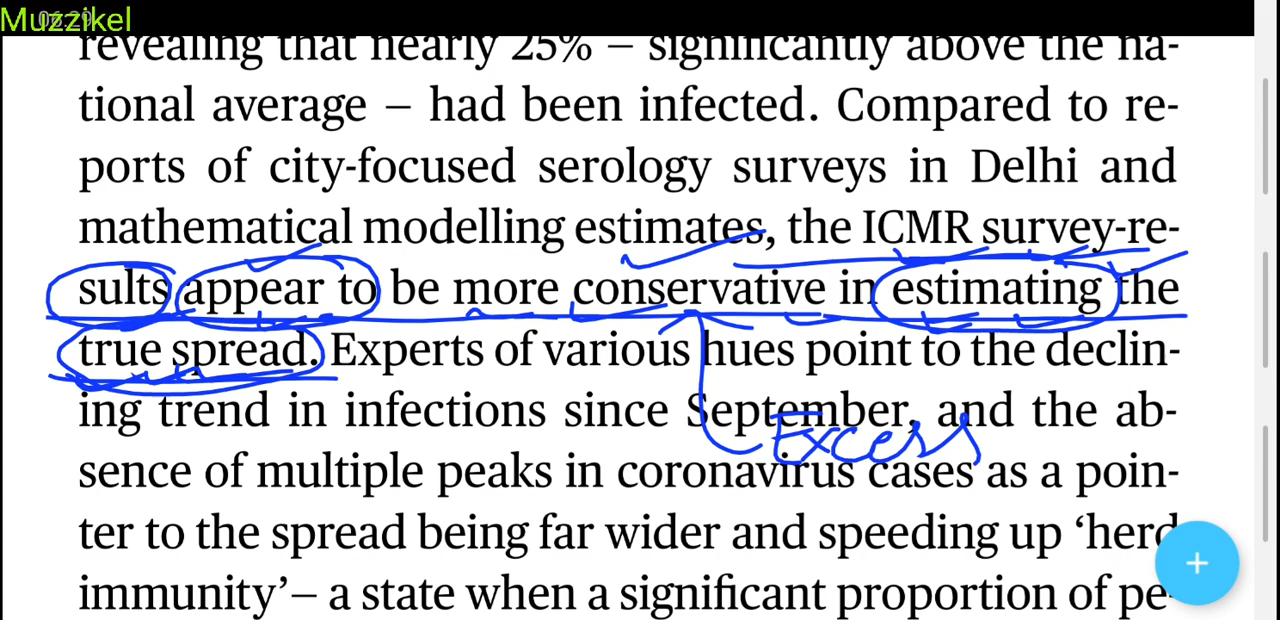 Muzzikel
06:29
revealing that nearly 25% – significantly above the na-
tional average – had been infected. Compared to re-
ports of city-focused serology surveys in Delhi and
mathematical modelling estimates, the ICMR survey-re-
sults appear to be more conservative in estimating the
true spread. Experts of various hues point to the declin-
ing trend in infections since September, and the ab-
Excess
sence of multiple peaks in coronavirus cases as a poin-
ter to the spread being far wider and speeding up ‘herd
immunity’– a state when a significant proportion of pe-